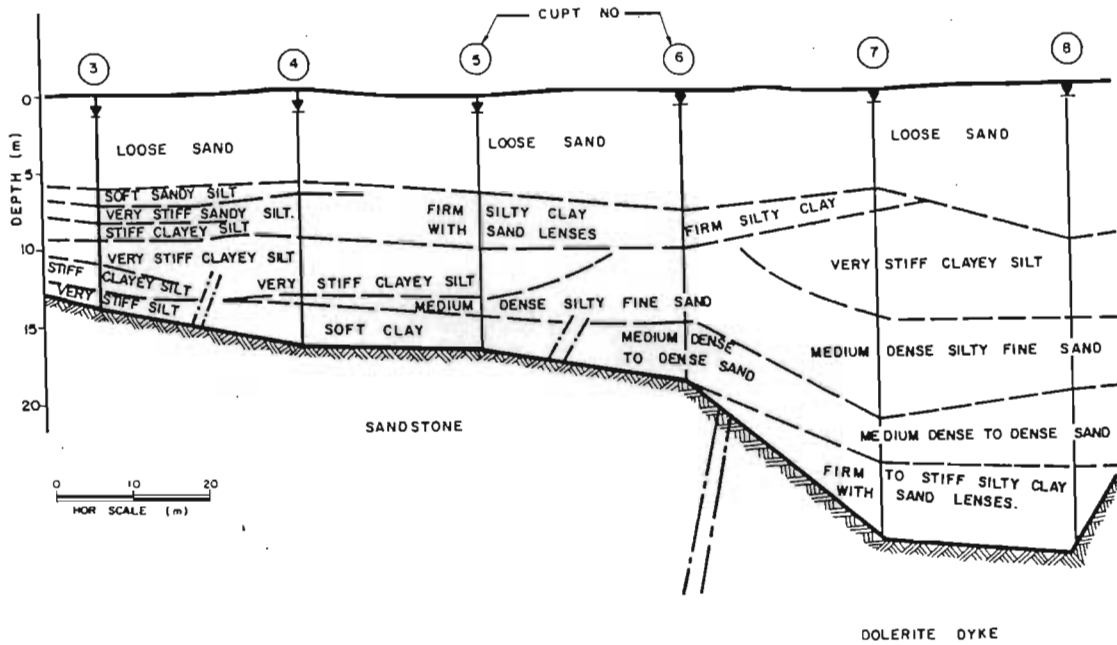 CUPT NO
3
4
5
6
7
8
0
5
10
15
20
DEPTH (m)
LOOSE SAND
LOOSE SAND
LOOSE SAND
SOFT SANDY SILT
VERY STIFF SANDY SILT.
STIFF CLAYEY SILT
VERY STIFF CLAYEY SILT
STIFF CLAYEY SILT
VERY STIFF SILT
FIRM SILTY CLAY
WITH SAND LENSES
FIRM SILTY CLAY
VERY STIFF CLAYEY SILT
VERY STIFF CLAYEY SILT
MEDIUM DENSE SILTY FINE SAND
SOFT CLAY
MEDIUM DENSE
TO DENSE SAND
MEDIUM DENSE SILTY FINE SAND
MEDIUM DENSE TO DENSE SAND
FIRM TO STIFF SILTY CLAY
WITH SAND LENSES.
SANDSTONE
0 10 20
HOR SCALE (m)
DOLERITE DYKE